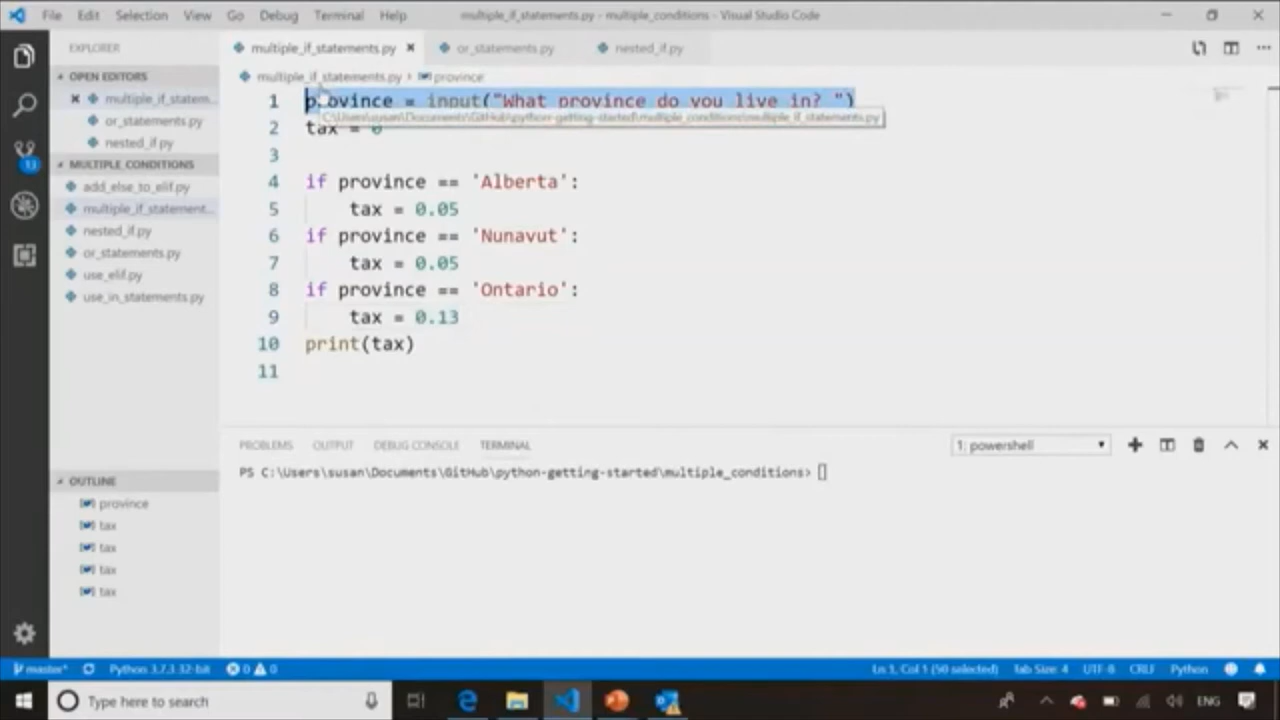 File Edit Selection View Go Debug Terminal Help multiple_if_statements.py - multiple_conditions - Visual Studio Code
EXPLORER
OPEN EDITORS
multiple_if_statem...
or_statements.py
nested_if.py
MULTIPLE CONDITIONS
add_else_to_elif.py
multiple_if_statement...
nested_if.py
or_statements.py
use_elif.py
use_in_statements.py
OUTLINE
province
tax
tax
tax
tax
multiple_if_statements.py or_statements.py nested_if.py
multiple_if_statements.py › province
1 province = input("What province do you live in? ")
C:\Users\susan\Documents\GitHub\python-getting-started\multiple_conditions\multiple_if_statements.py
2 tax = 0
3
4 if province == 'Alberta':
5 tax = 0.05
6 if province == 'Nunavut':
7 tax = 0.05
8 if province == 'Ontario':
9 tax = 0.13
10 print(tax)
11
PROBLEMS OUTPUT DEBUG CONSOLE TERMINAL 1: powershell
PS C:\Users\susan\Documents\GitHub\python-getting-started\multiple_conditions>
13
master* Python 3.7.3 32-bit 0 0 Ln 1, Col 1 (50 selected) Tab Size: 4 UTF-8 CRLF Python
Type here to search ENG